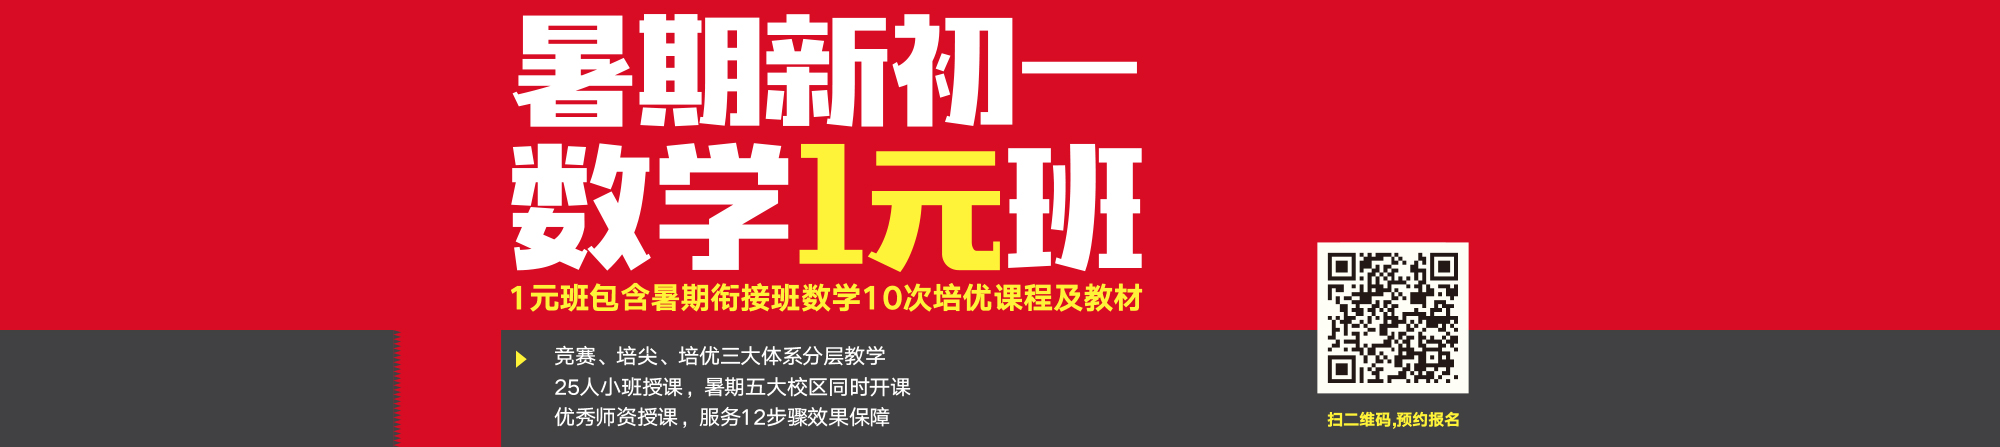 暑期新初一
数学1元班
1元班包含暑期衔接班数学10次培优课程及教材
竞赛、培尖、培优三大体系分层教学
25人小班授课，暑期五大校区同时开课
优秀师资授课，服务12步骤效果保障
扫二维码,预约报名